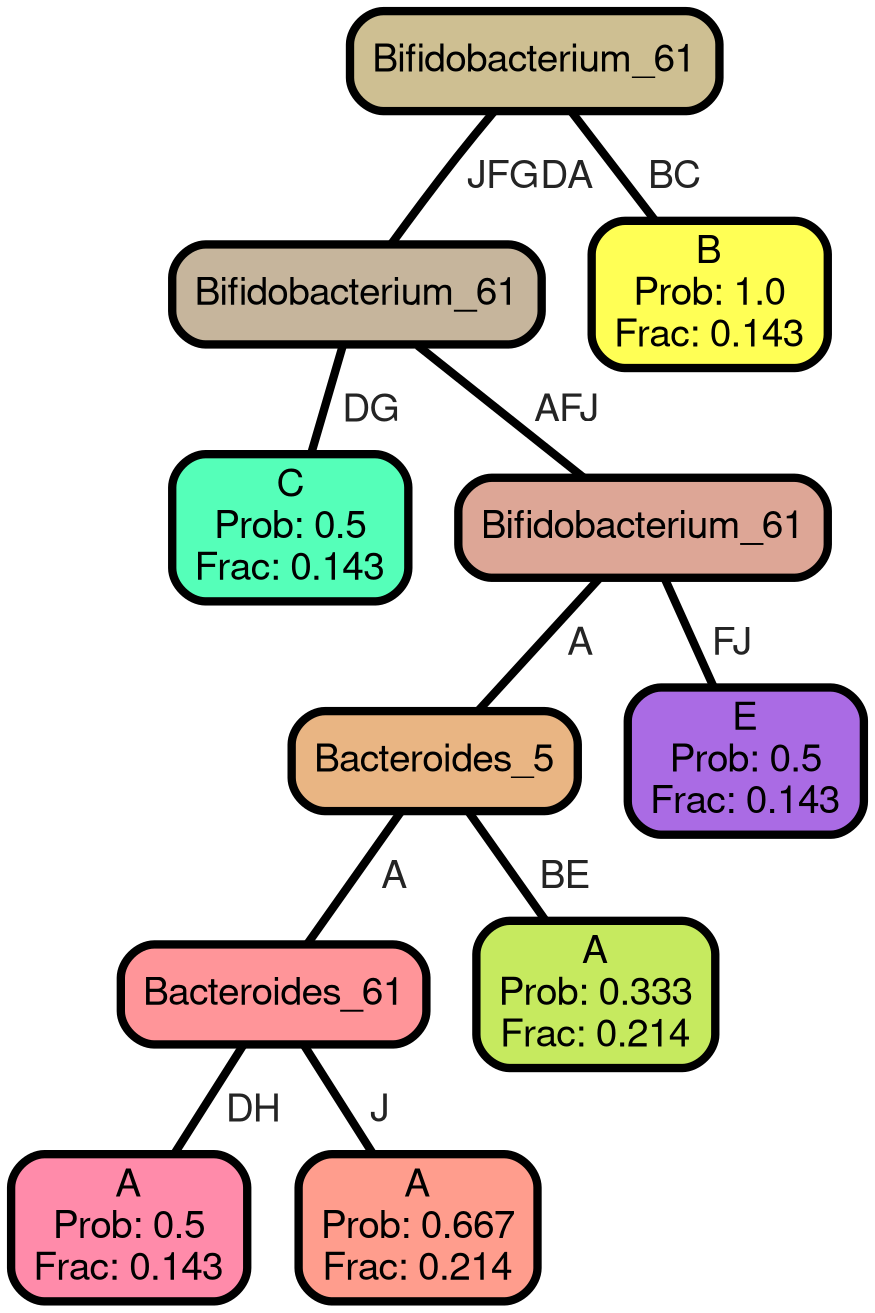 Bifidobacterium_61
JFGDA
BC
Bifidobacterium_61
B
Prob: 1.0
Frac: 0.143
DG
AFJ
C
Prob: 0.5
Frac: 0.143
Bifidobacterium_61
A
FJ
Bacteroides_5
E
Prob: 0.5
Frac: 0.143
A
BE
Bacteroides_61
A
Prob: 0.333
Frac: 0.214
DH
J
A
Prob: 0.5
Frac: 0.143
A
Prob: 0.667
Frac: 0.214